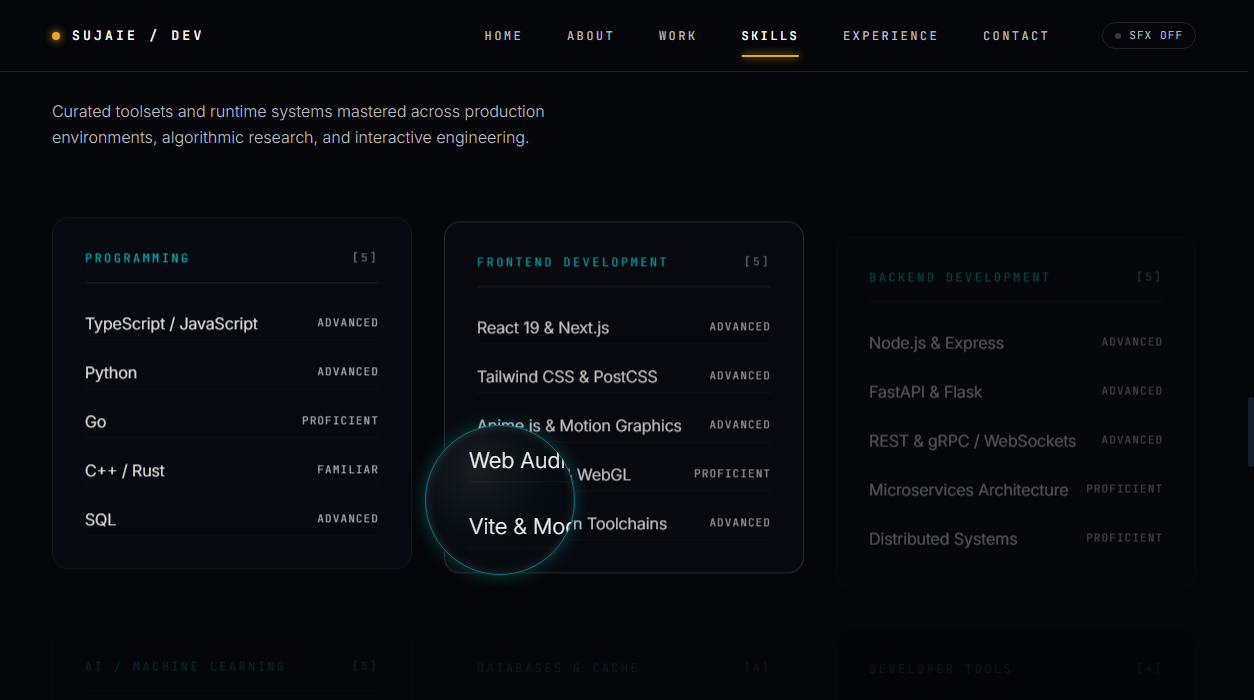 SUJAIE / DEV
HOME ABOUT WORK SKILLS EXPERIENCE CONTACT SFX OFF
Curated toolsets and runtime systems mastered across production
environments, algorithmic research, and interactive engineering.
PROGRAMMING [5]
TypeScript / JavaScript ADVANCED
Python ADVANCED
Go PROFICIENT
C++ / Rust FAMILIAR
SQL ADVANCED
FRONTEND DEVELOPMENT [5]
React 19 & Next.js ADVANCED
Tailwind CSS & PostCSS ADVANCED
Anime.js & Motion Graphics ADVANCED
Web Audi WebGL PROFICIENT
Vite & Mo n Toolchains ADVANCED
BACKEND DEVELOPMENT [5]
Node.js & Express ADVANCED
FastAPI & Flask ADVANCED
REST & gRPC / WebSockets ADVANCED
Microservices Architecture PROFICIENT
Distributed Systems PROFICIENT
AI / MACHINE LEARNING [5]
DATABASES & CACHE [4]
DEVELOPER TOOLS [4]